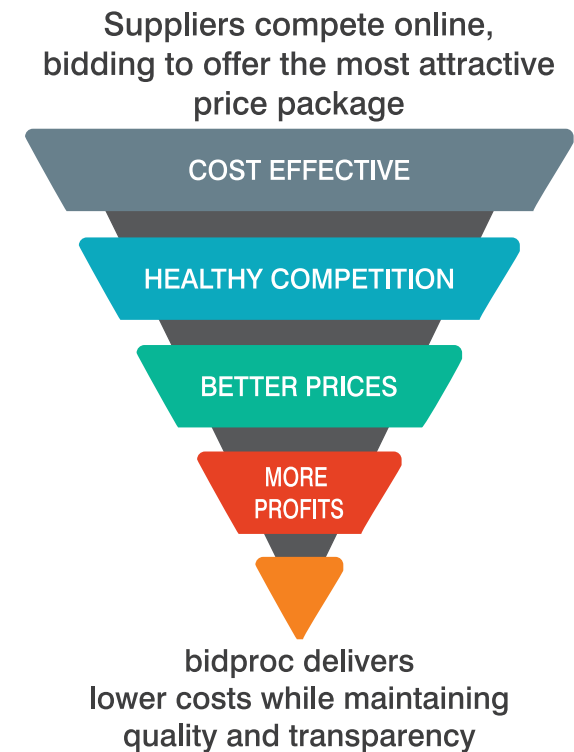 Suppliers compete online,
bidding to offer the most attractive
price package
COST EFFECTIVE
HEALTHY COMPETITION
BETTER PRICES
MORE
PROFITS
bidproc delivers
lower costs while maintaining
quality and transparency